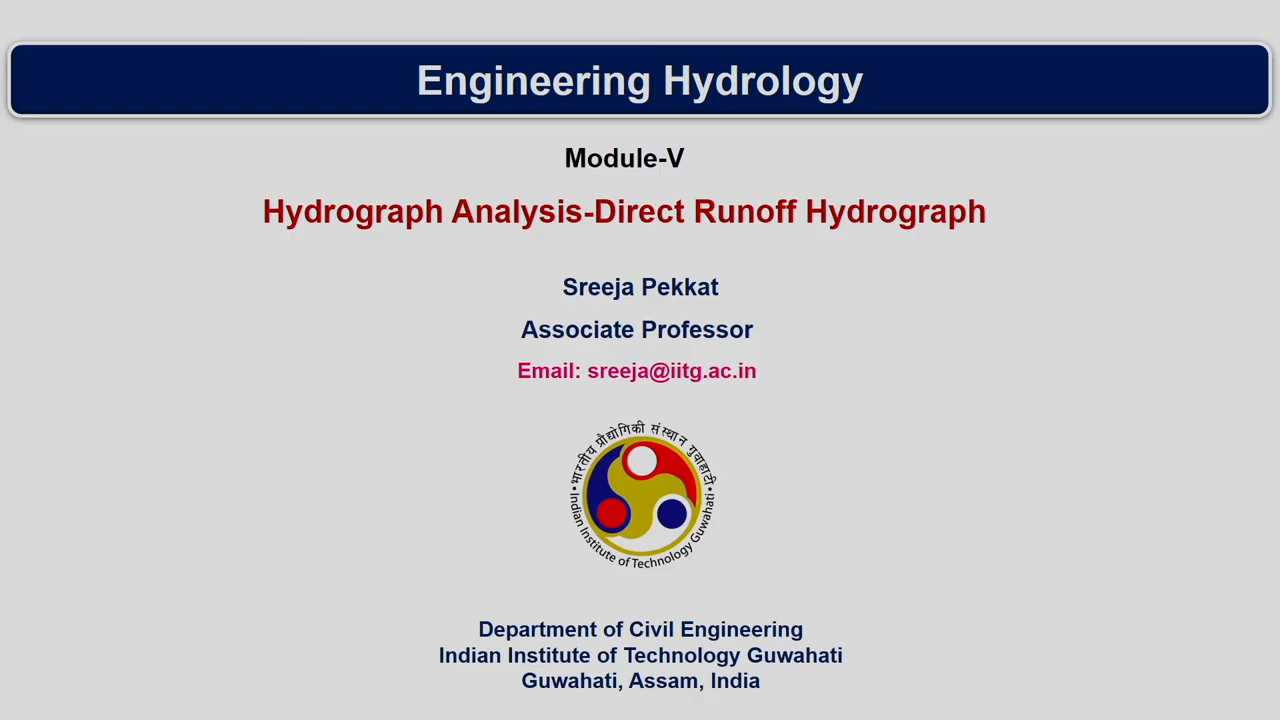 Engineering Hydrology
Module-V
Hydrograph Analysis-Direct Runoff Hydrograph
Sreeja Pekkat
Associate Professor
Email: sreeja@iitg.ac.in
भारतीय प्रौद्योगिकी संस्थान गुवाहाटी
Indian Institute of Technology Guwahati
Department of Civil Engineering
Indian Institute of Technology Guwahati
Guwahati, Assam, India